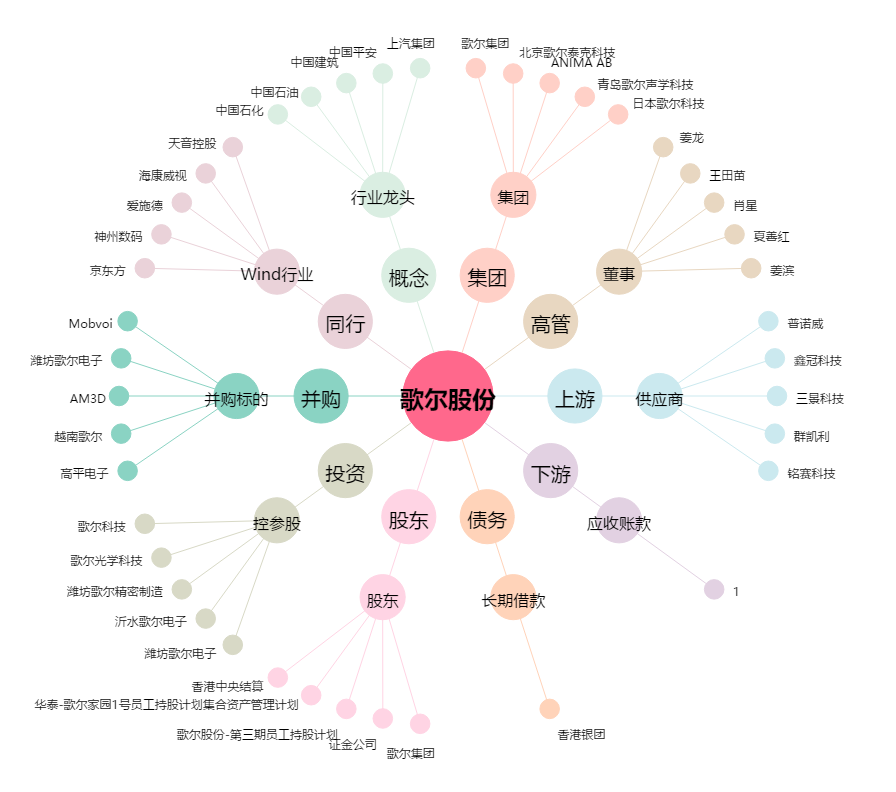 上汽集团
歌尔集团
中国平安
北京歌尔泰克科技
中国建筑
ANIMA AB
中国石油
青岛歌尔声学科技
中国石化
日本歌尔科技
天音控股
姜龙
海康威视
王田苗
行业龙头
集团
爱施德
肖星
神州数码
夏善红
京东方
Wind行业
概念
集团
董事
姜滨
Mobvoi
同行
高管
普诺威
潍坊歌尔电子
鑫冠科技
AM3D
并购标的
并购
歌尔股份
上游
供应商
三景科技
越南歌尔
群凯利
高平电子
投资
下游
铭赛科技
歌尔科技
控参股
股东
债务
应收账款
歌尔光学科技
潍坊歌尔精密制造
股东
长期借款
1
沂水歌尔电子
潍坊歌尔电子
香港中央结算
华泰-歌尔家园1号员工持股计划集合资产管理计划
歌尔股份-第三期员工持股计划
香港银团
证金公司
歌尔集团